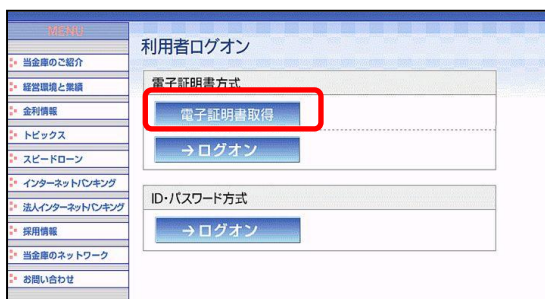 MENU
当金庫のご紹介
経営環境と業績
金利情報
トピックス
スピードローン
インターネットバンキング
法人インターネットバンキング
採用情報
当金庫のネットワーク
お問い合わせ
利用者ログオン
電子証明書方式
電子証明書取得
→ログオン
ID・パスワード方式
→ログオン